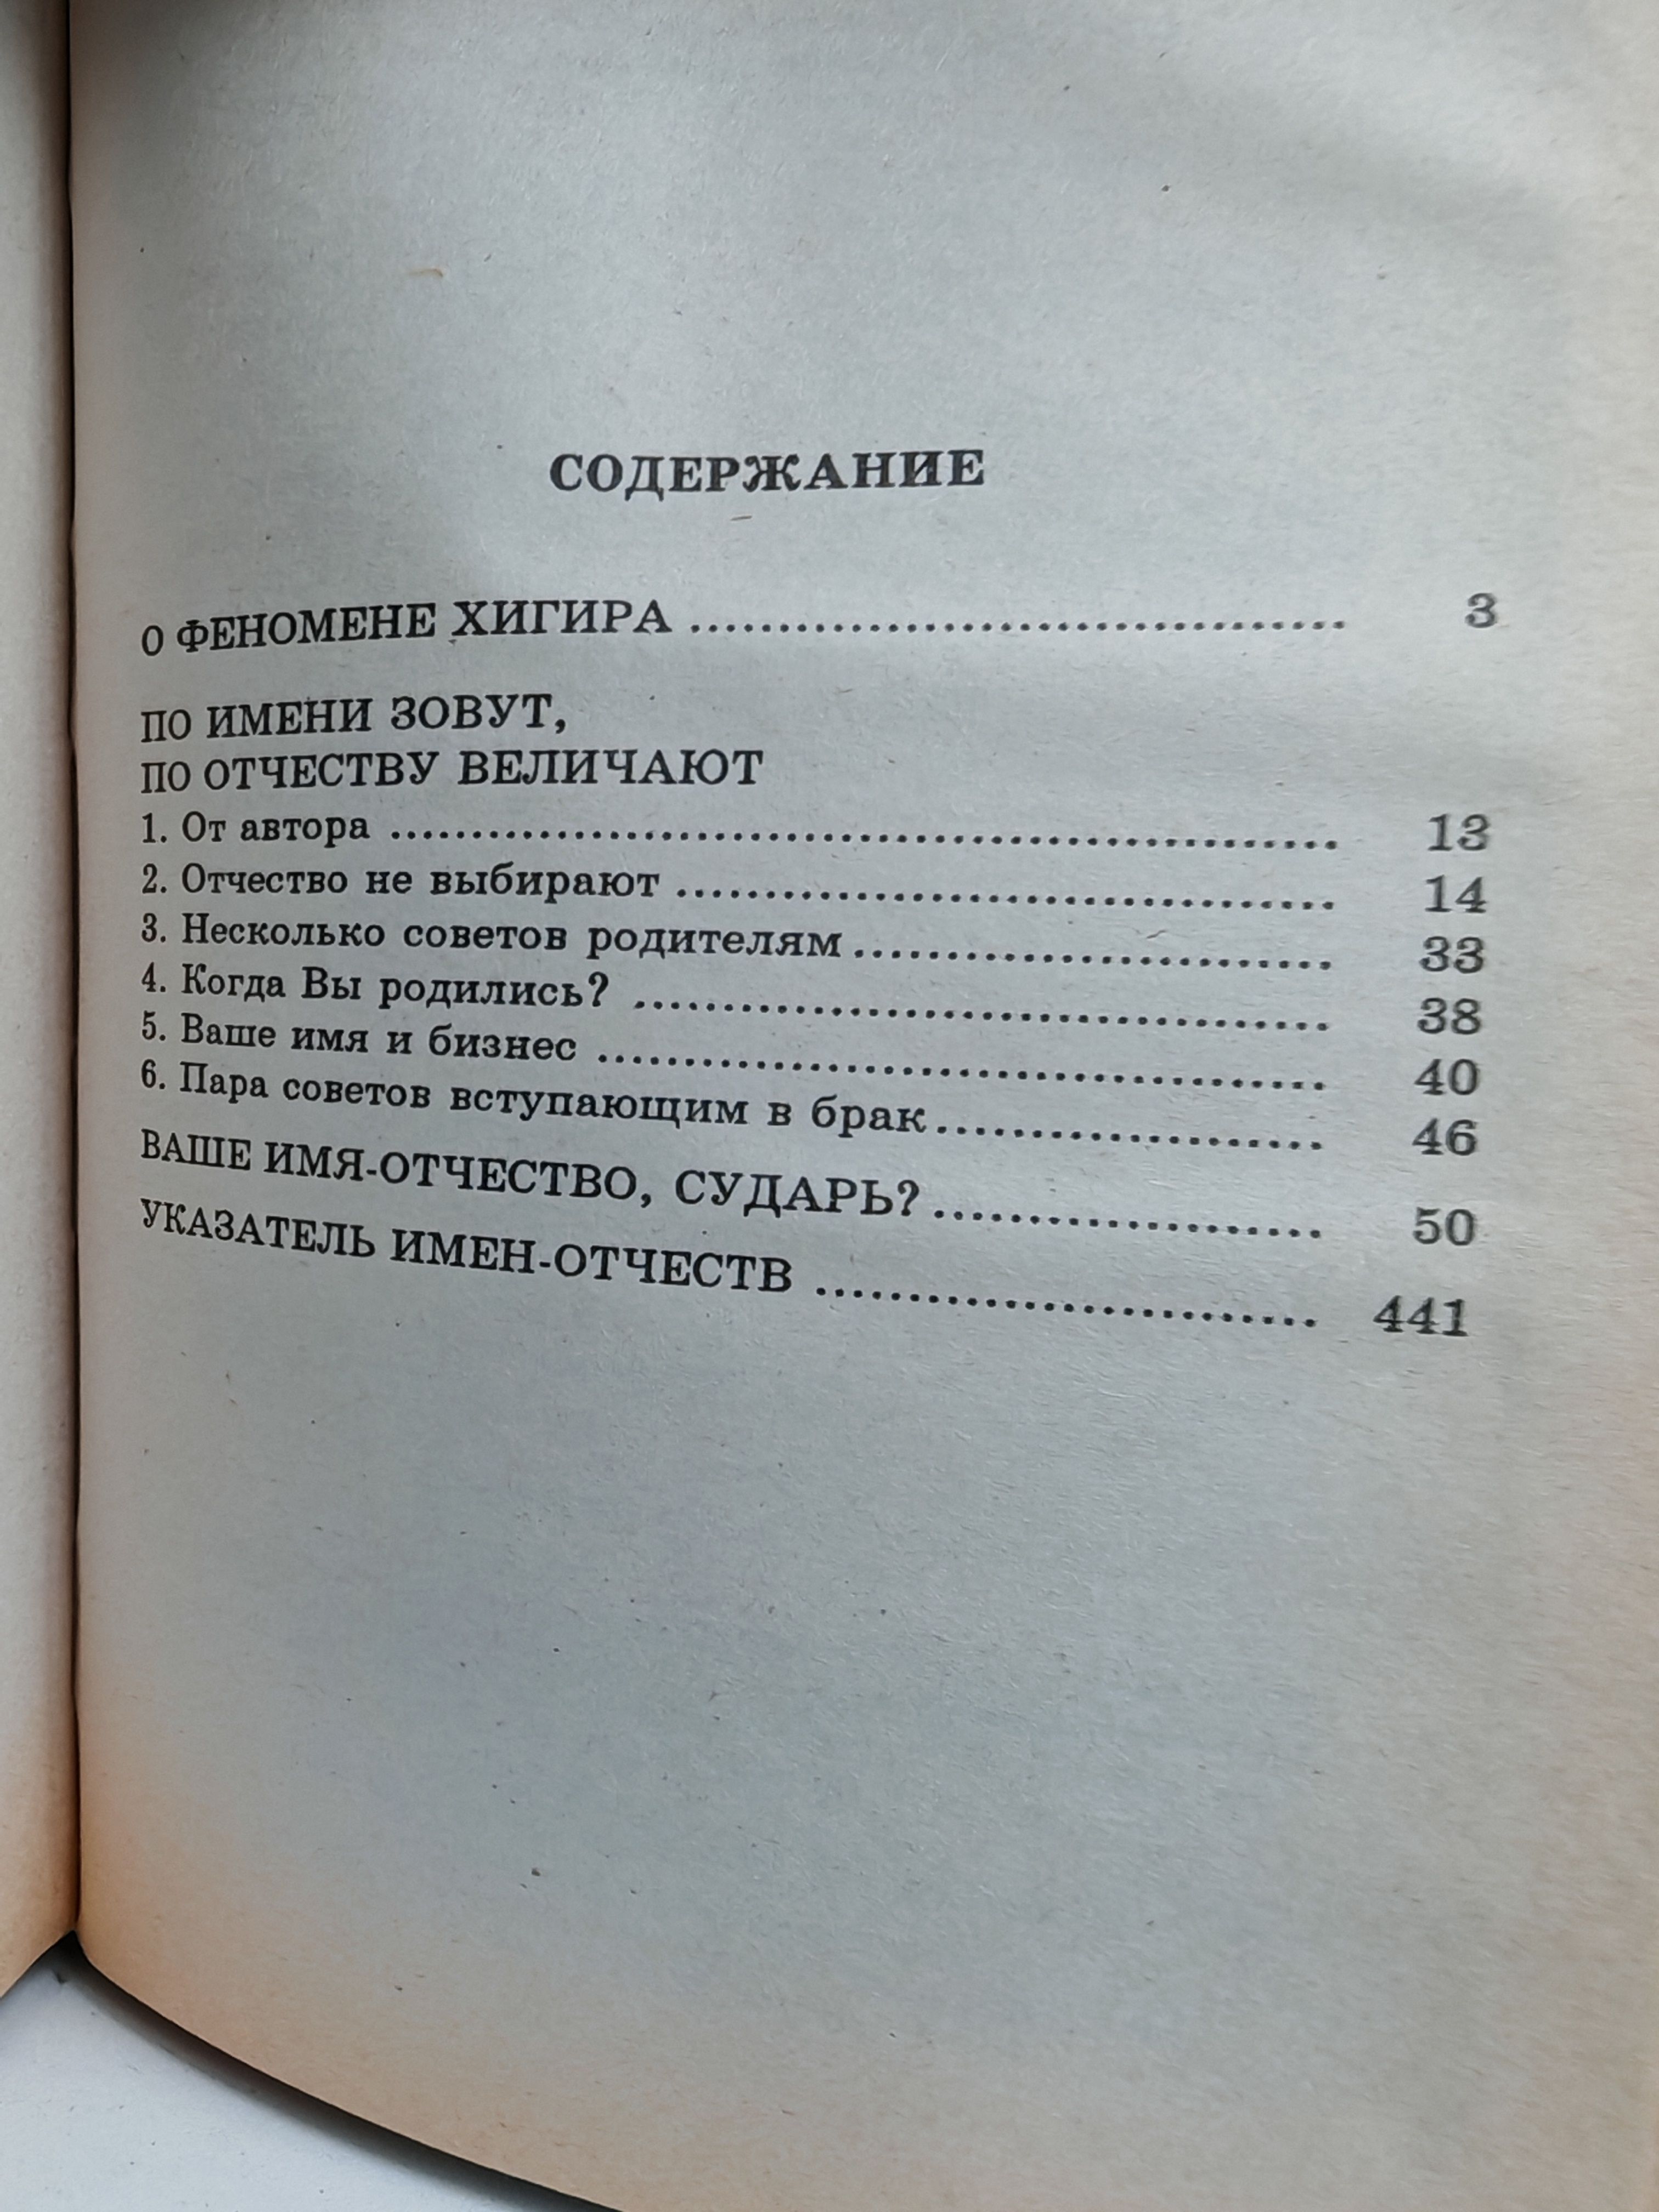 СОДЕРЖАНИЕ
О ФЕНОМЕНЕ ХИГИРА ..................................... 3
ПО ИМЕНИ ЗОВУТ,
ПО ОТЧЕСТВУ ВЕЛИЧАЮТ
1. От автора ..................................................... 13
2. Отчество не выбирают ..................................... 14
3. Несколько советов родителям........................... 33
4. Когда Вы родились? ....................................... 38
5. Ваше имя и бизнес ......................................... 40
6. Пара советов вступающим в брак...................... 46
ВАШЕ ИМЯ-ОТЧЕСТВО, СУДАРЬ?...................... 50
УКАЗАТЕЛЬ ИМЕН-ОТЧЕСТВ ............................ 441